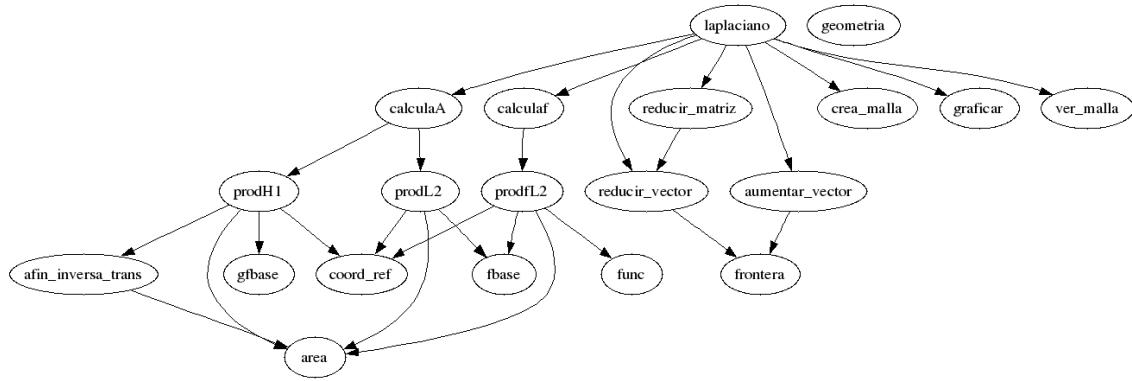 laplaciano geometria
calculaA calculaf reducir_matriz crea_malla graficar ver_malla
prodH1 prodL2 prodfL2 reducir_vector aumentar_vector
afin_inversa_trans gfbase coord_ref fbase func frontera
area